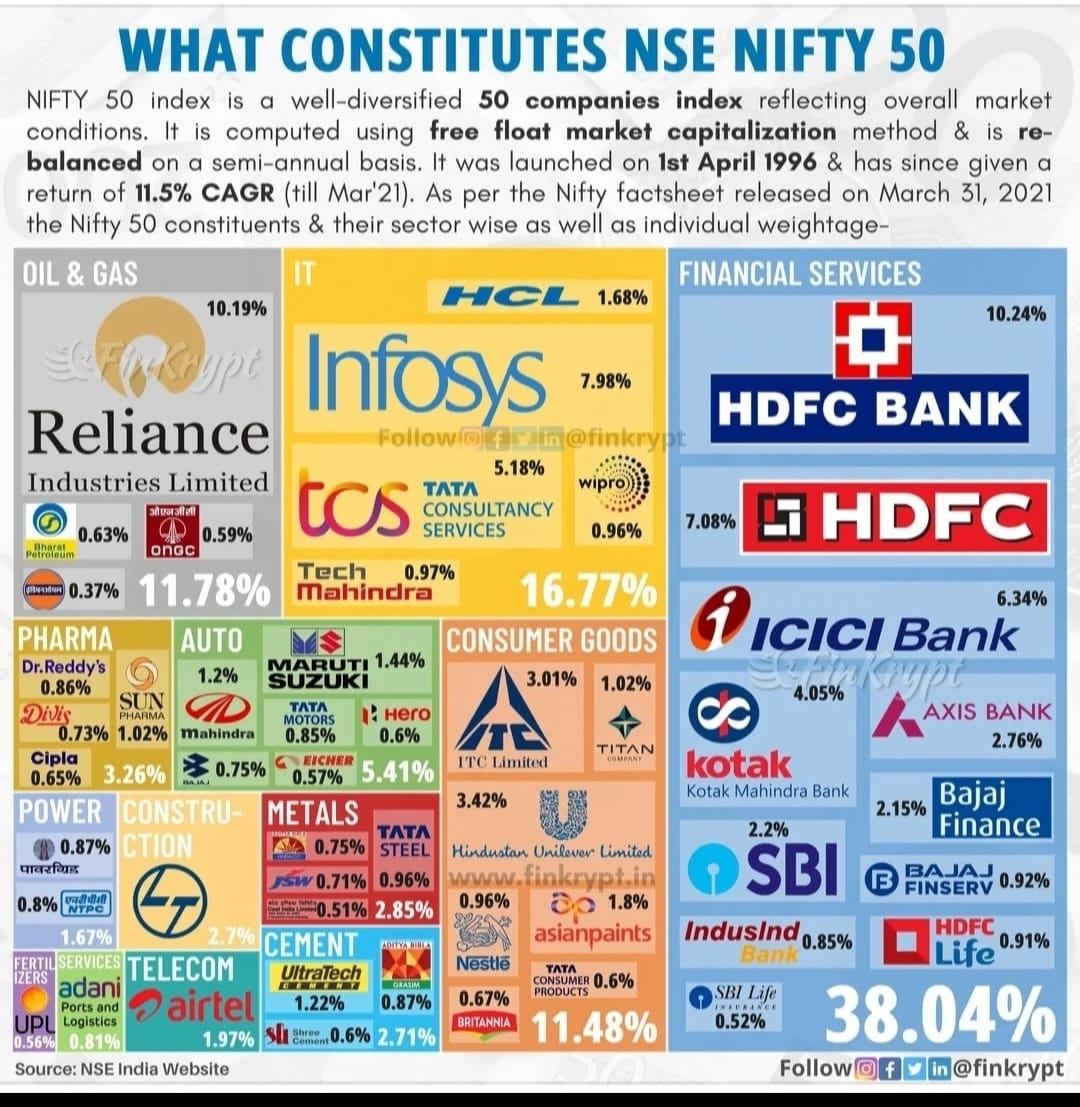 WHAT CONSTITUTES NSE NIFTY 50
NIFTY 50 index is a well-diversified 50 companies index reflecting overall market
conditions. It is computed using free float market capitalization method & is re-
balanced on a semi-annual basis. It was launched on 1st April 1996 & has since given a
return of 11.5% CAGR (till Mar'21). As per the Nifty factsheet released on March 31, 2021
the Nifty 50 constituents & their sector wise as well as individual weightage-
OIL & GAS
10.19%
FinKrypt
Reliance
Industries Limited
Bharat
Petroleum
0.63%
ओएनजीसी
ONGC
0.59%
0.37%
11.78%
IT
HCL 1.68%
Infosys 7.98%
Follow @finkrypt
5.18%
tcs TATA
CONSULTANCY
SERVICES
wipro
0.96%
Tech
Mahindra
0.97%
16.77%
FINANCIAL SERVICES
10.24%
HDFC BANK
7.08% HDFC
6.34%
ICICI Bank
FinKrypt
4.05%
kotak
Kotak Mahindra Bank
AXIS BANK
2.76%
2.15% Bajaj
Finance
2.2%
SBI
BAJAJ
FINSERV 0.92%
IndusInd
Bank 0.85%
HDFC
Life 0.91%
SBI Life
INSURANCE
0.52%
38.04%
PHARMA
Dr.Reddy's
0.86%
Divis
0.73%
SUN
PHARMA
1.02%
Cipla
0.65%
3.26%
AUTO
1.2%
Mahindra
MARUTI
SUZUKI
1.44%
TATA
MOTORS
0.85%
Hero
0.6%
BAJAJ
0.75%
EICHER
0.57%
5.41%
CONSUMER GOODS
3.01%
ITC
ITC Limited
1.02%
TITAN
COMPANY
3.42%
Hindustan Unilever Limited
www.finkrypt.in
0.96%
Nestlē
ap 1.8%
asianpaints
TATA
CONSUMER
PRODUCTS
0.6%
0.67%
BRITANNIA
11.48%
POWER
0.87%
पावरग्रिड
0.8%
एनटीपीसी
NTPC
1.67%
CONSTRU-
CTION
LT
2.7%
METALS
0.75%
TATA
STEEL
0.96%
JSW 0.71%
0.51%
2.85%
FERTIL
IZERS
UPL
0.56%
SERVICES
adani
Ports and
Logistics
0.81%
TELECOM
airtel
1.97%
CEMENT
UltraTech
CEMENT
1.22%
ADITYA BIRLA
GRASIM
0.87%
Shree
Cement 0.6%
2.71%
Source: NSE India Website
Follow @finkrypt